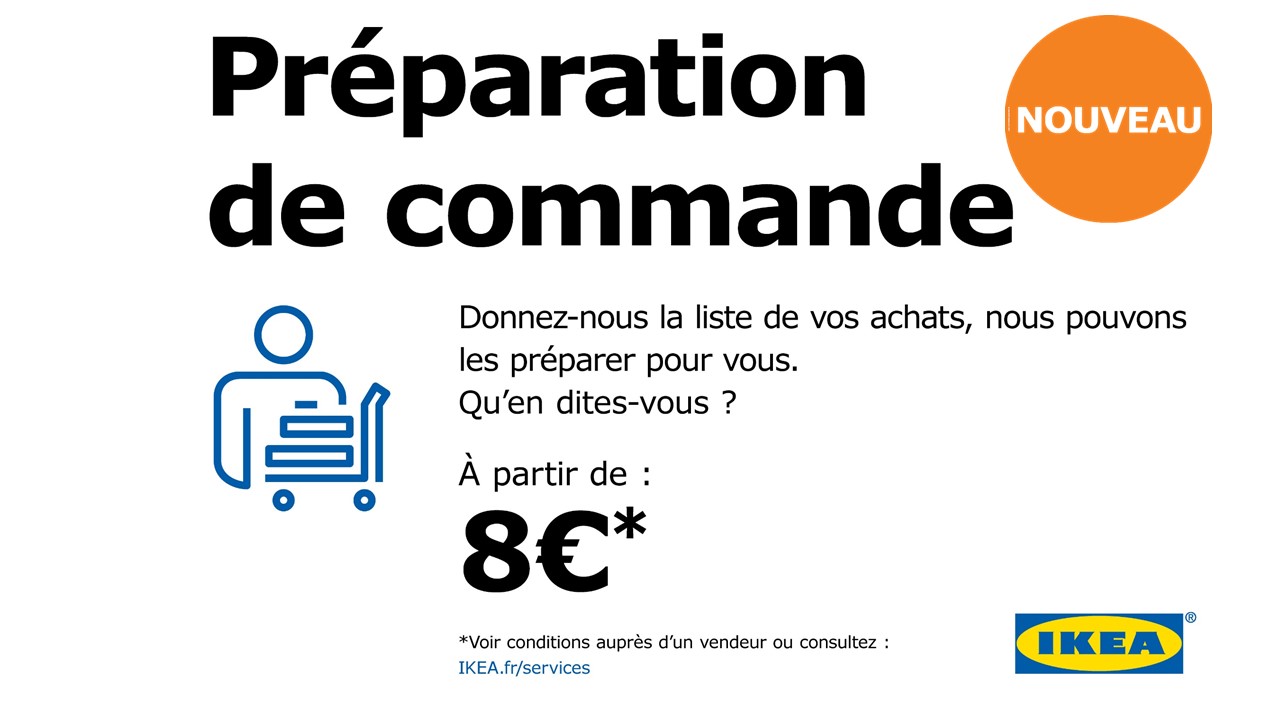 Préparation
de commande
NOUVEAU
Donnez-nous la liste de vos achats, nous pouvons
les préparer pour vous.
Qu’en dites-vous ?
À partir de :
8€*
*Voir conditions auprès d’un vendeur ou consultez :
IKEA.fr/services
IKEA®